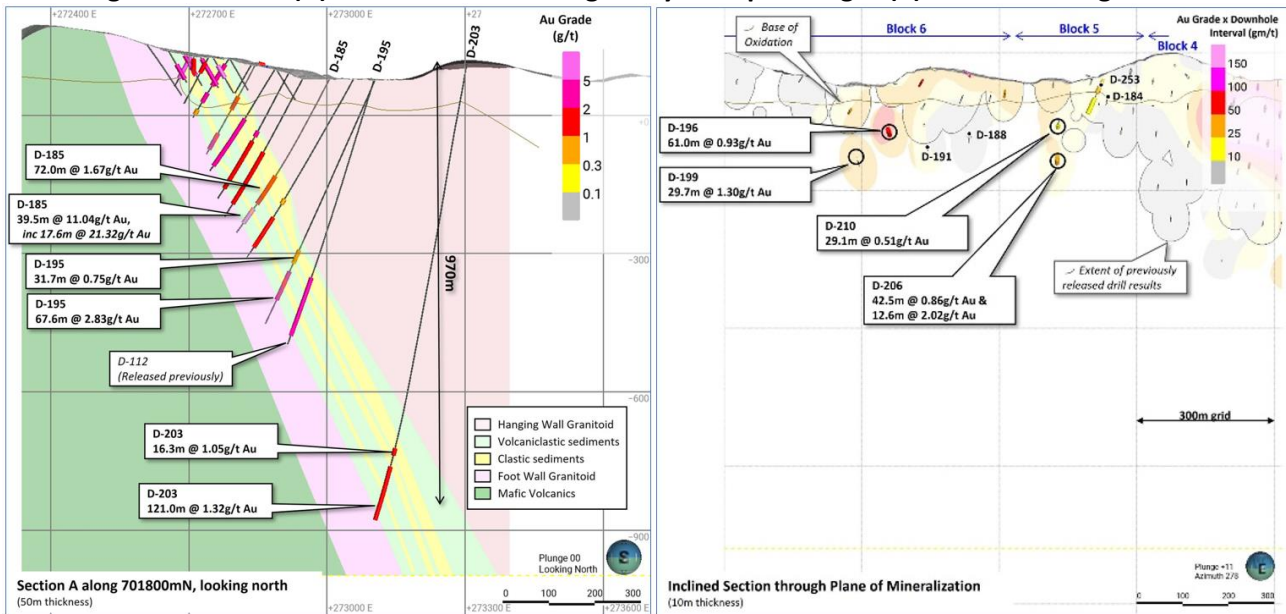 +272400 E
+272700 E
+273000 E
+27
D-185
D-195
D-203
Au Grade
(g/t)
5
2
1
0.3
0.1
+0
-300
-600
-900
970m
D-185
72.0m @ 1.67g/t Au
D-185
39.5m @ 11.04g/t Au,
inc 17.6m @ 21.32g/t Au
D-195
31.7m @ 0.75g/t Au
D-195
67.6m @ 2.83g/t Au
D-112
(Released previously)
D-203
16.3m @ 1.05g/t Au
D-203
121.0m @ 1.32g/t Au
Hanging Wall Granitoid
Volcaniclastic sediments
Clastic sediments
Foot Wall Granitoid
Mafic Volcanics
Plunge 00
Looking North
S
Section A along 701800mN, looking north
(50m thickness)
+273000 E
+273300 E
+273600 E
0 100 200 300
Base of
Oxidation
Block 6
Block 5
Block 4
Au Grade x Downhole
Interval (gm/t)
150
100
50
25
10
D-253
D-184
D-188
D-191
D-196
61.0m @ 0.93g/t Au
D-199
29.7m @ 1.30g/t Au
D-210
29.1m @ 0.51g/t Au
D-206
42.5m @ 0.86g/t Au &
12.6m @ 2.02g/t Au
Extent of previously
released drill results
300m grid
Plunge +11
Azimuth 278
E
Inclined Section through Plane of Mineralization
(10m thickness)
0 100 200 300